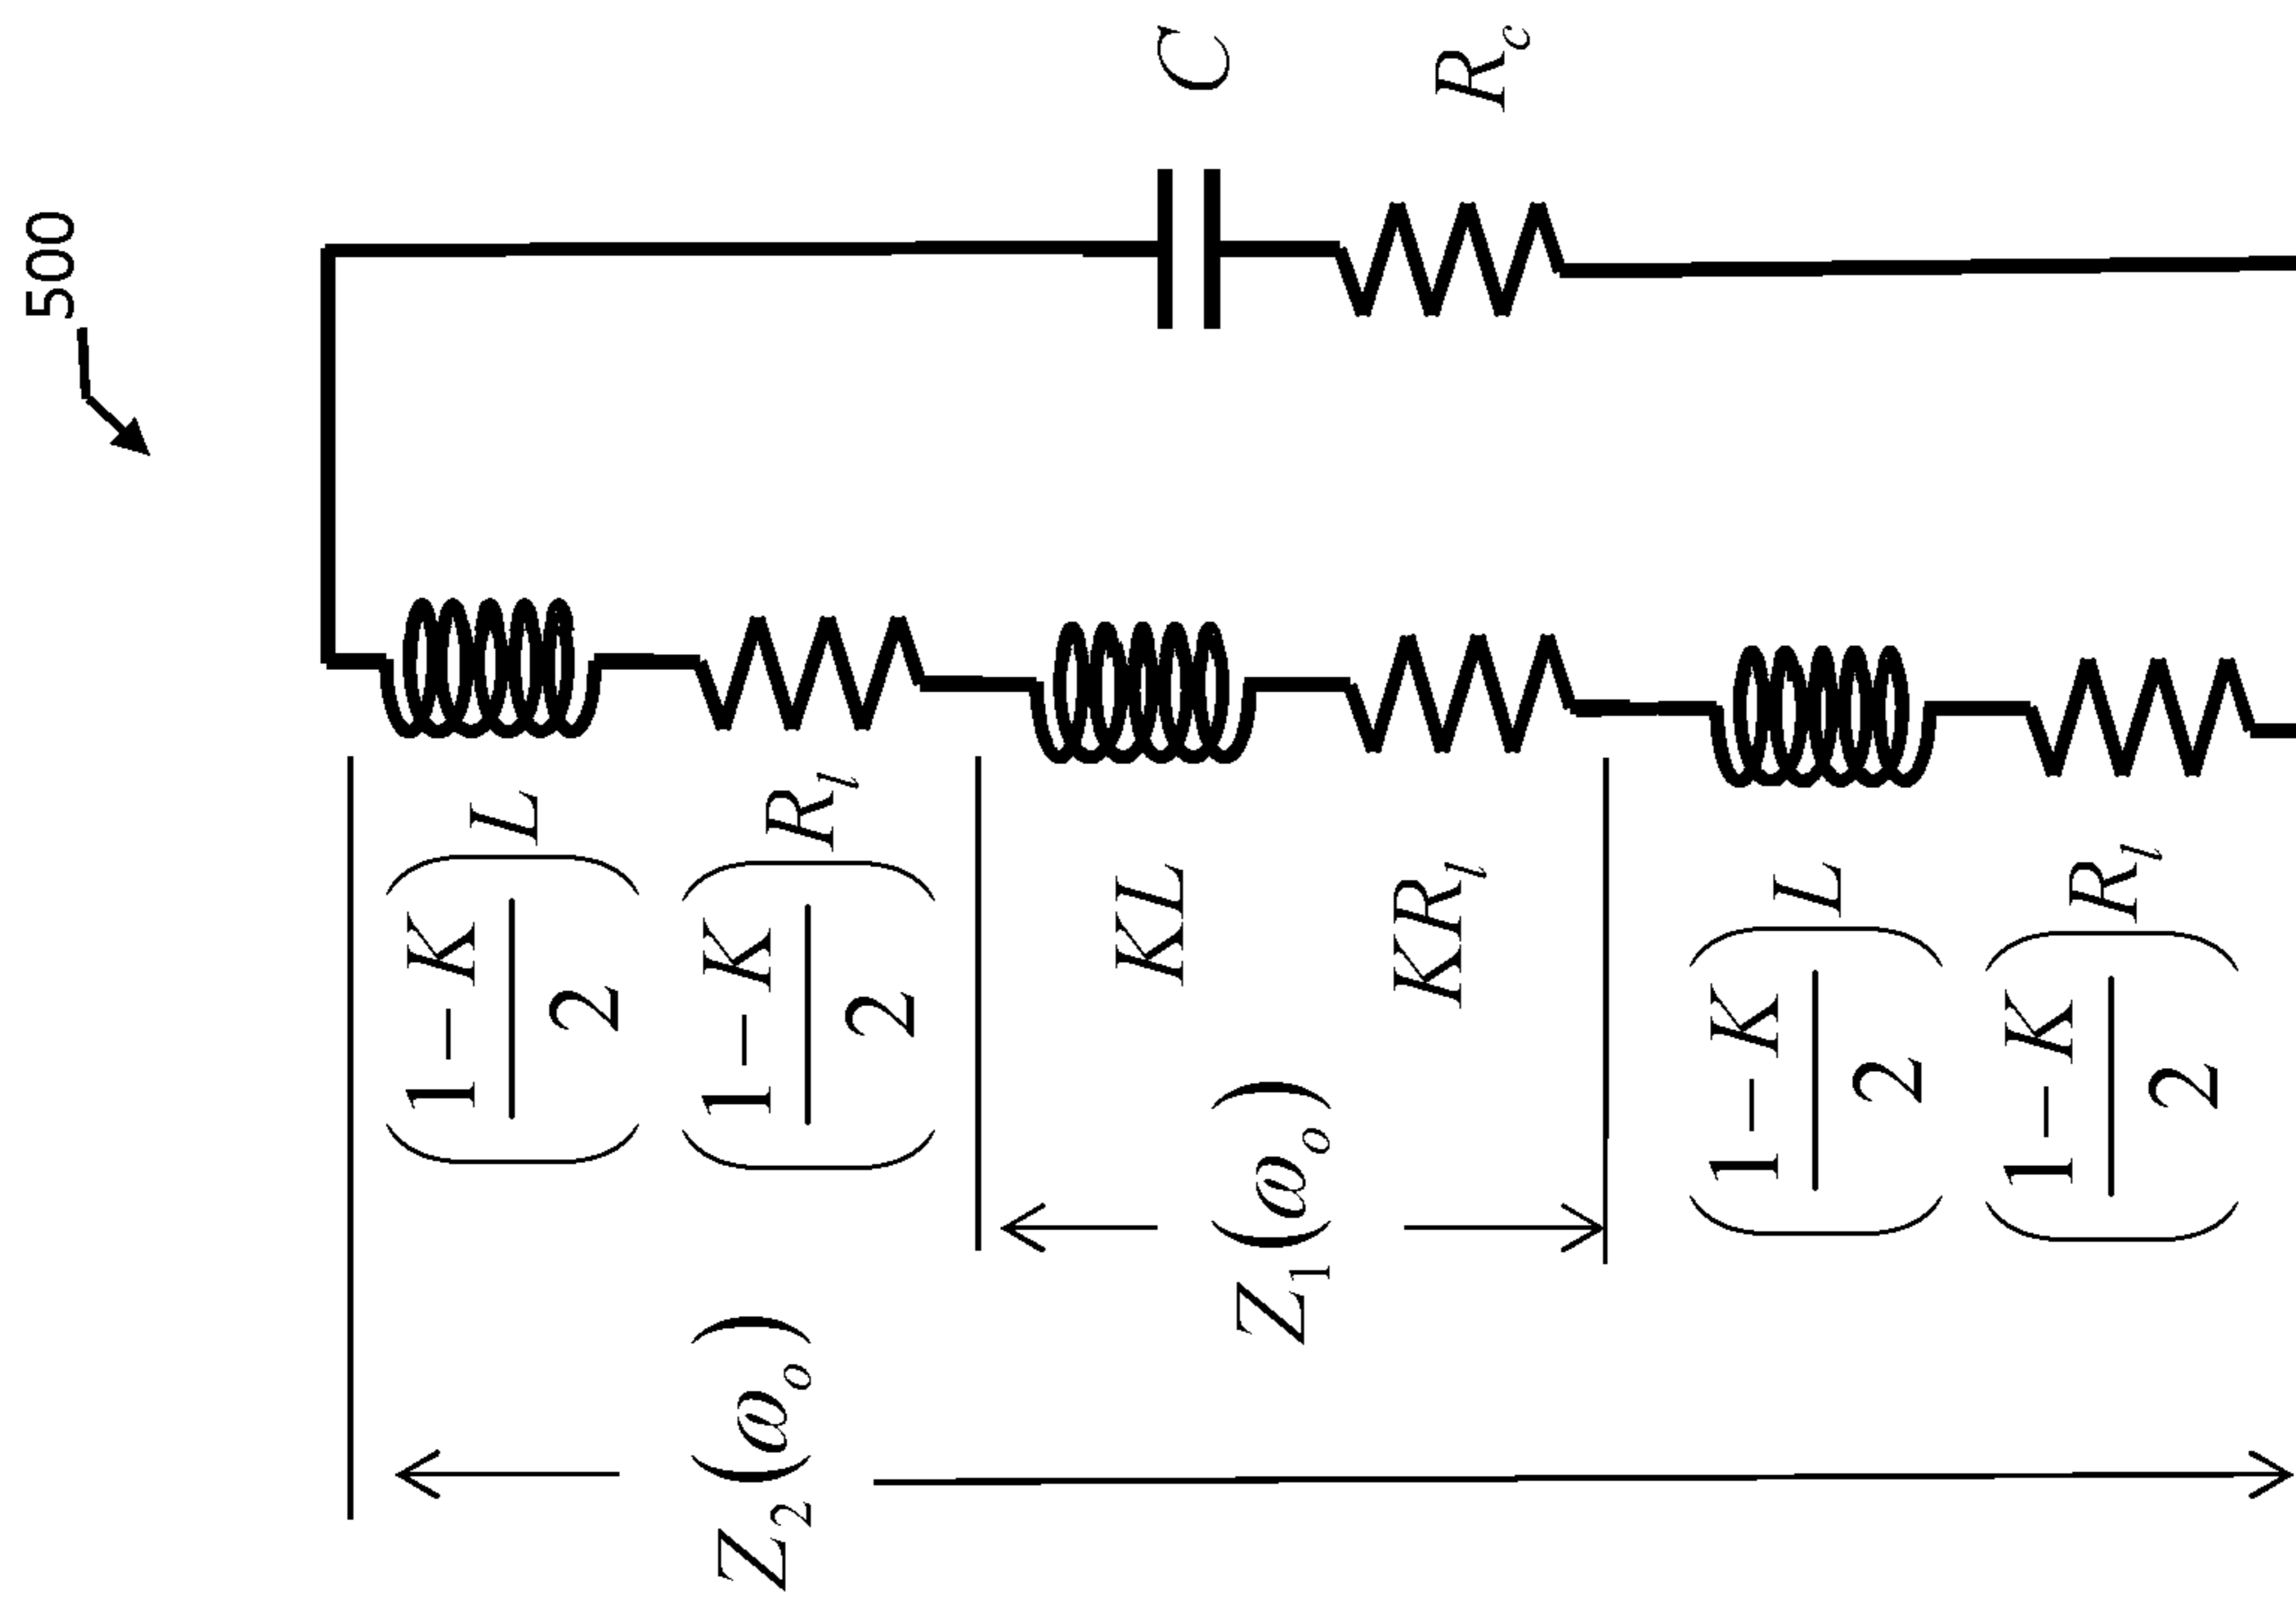 500
C
R_c
(1-K/2) L
(1-K/2) R_l
KL
KR_l
(1-K/2) L
(1-K/2) R_l
Z_1(ω_o)
Z_2(ω_o)